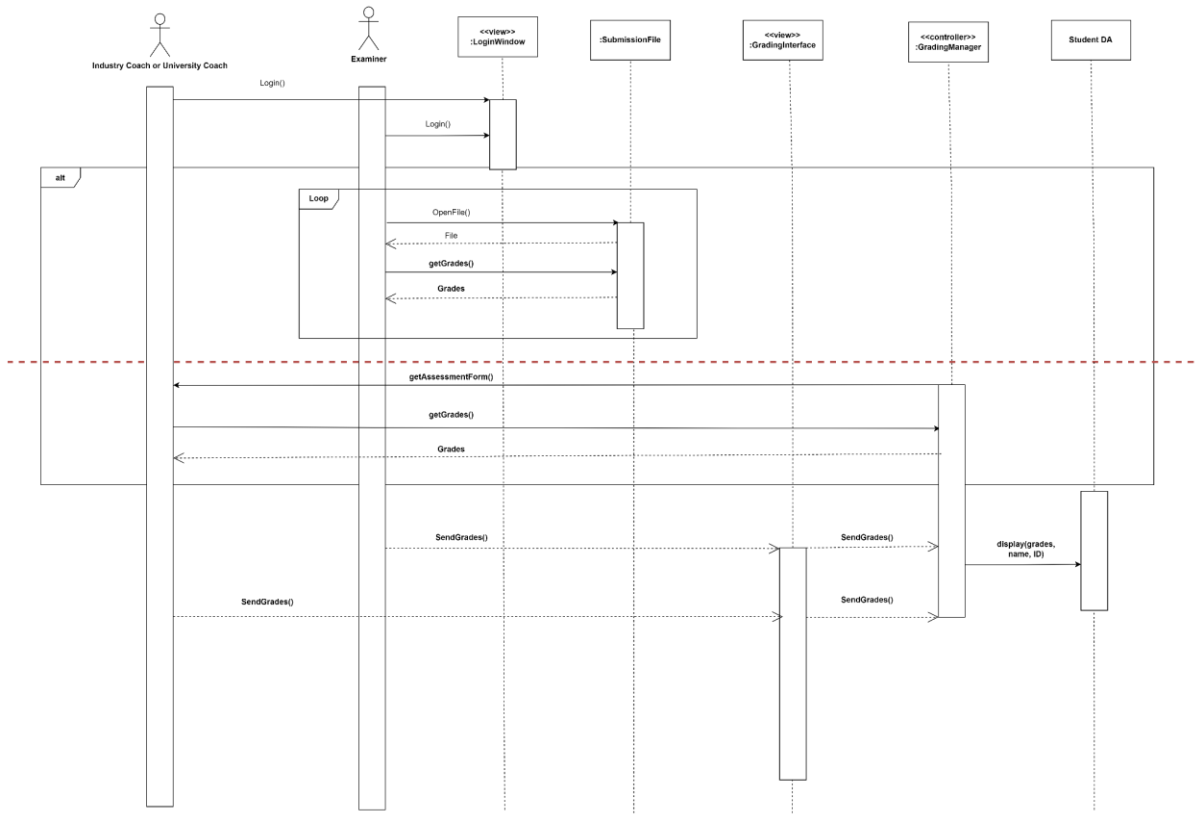 <<view>>
:LoginWindow
:SubmissionFile
<<view>>
:GradingInterface
<<controller>>
:GradingManager
Student DA
Industry Coach or University Coach
Examiner
Login()
Login()
alt
Loop
OpenFile()
File
getGrades()
Grades
getAssessmentForm()
getGrades()
Grades
SendGrades()
SendGrades()
display(grades,
name, ID)
SendGrades()
SendGrades()